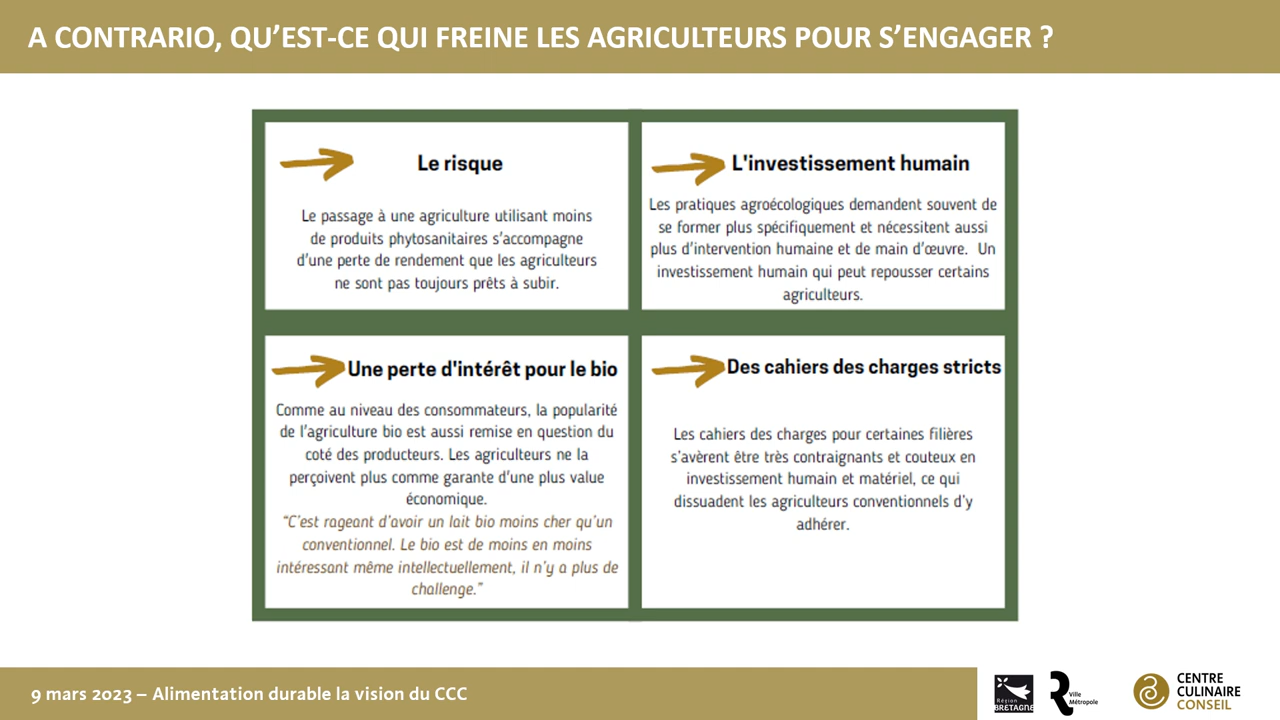 A CONTRARIO, QU’EST-CE QUI FREINE LES AGRICULTEURS POUR S’ENGAGER ?
Le risque
Le passage à une agriculture utilisant moins
de produits phytosanitaires s'accompagne
d'une perte de rendement que les agriculteurs
ne sont pas toujours prêts à subir.
L'investissement humain
Les pratiques agroécologiques demandent souvent de
se former plus spécifiquement et nécessitent aussi
plus d'intervention humaine et de main d'œuvre. Un
investissement humain qui peut repousser certains
agriculteurs.
Une perte d'intérêt pour le bio
Comme au niveau des consommateurs, la popularité
de l'agriculture bio est aussi remise en question du
coté des producteurs. Les agriculteurs ne la
perçoivent plus comme garante d'une plus value
économique.
“C'est rageant d'avoir un lait bio moins cher qu'un
conventionnel. Le bio est de moins en moins
intéressant même intellectuellement, il n'y a plus de
challenge.”
Des cahiers des charges stricts
Les cahiers des charges pour certaines filières
s'avèrent être très contraignants et couteux en
investissement humain et matériel, ce qui
dissuadent les agriculteurs conventionnels d'y
adhérer.
9 mars 2023 – Alimentation durable la vision du CCC
Région
BRETAGNE
R
Ville
Métropole
CENTRE
CULINAIRE
CONSEIL